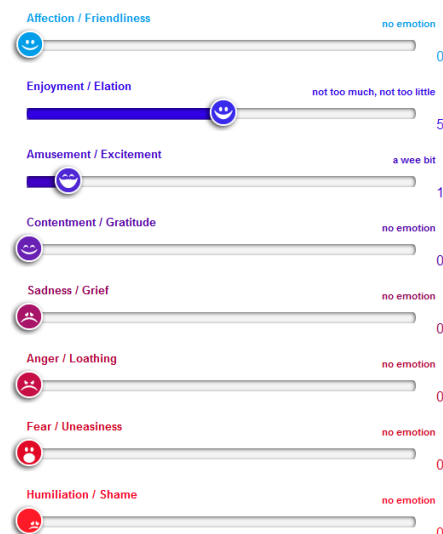 Affection / Friendliness
no emotion
0
Enjoyment / Elation
not too much, not too little
5
Amusement / Excitement
a wee bit
1
Contentment / Gratitude
no emotion
0
Sadness / Grief
no emotion
0
Anger / Loathing
no emotion
0
Fear / Uneasiness
no emotion
0
Humiliation / Shame
no emotion
0